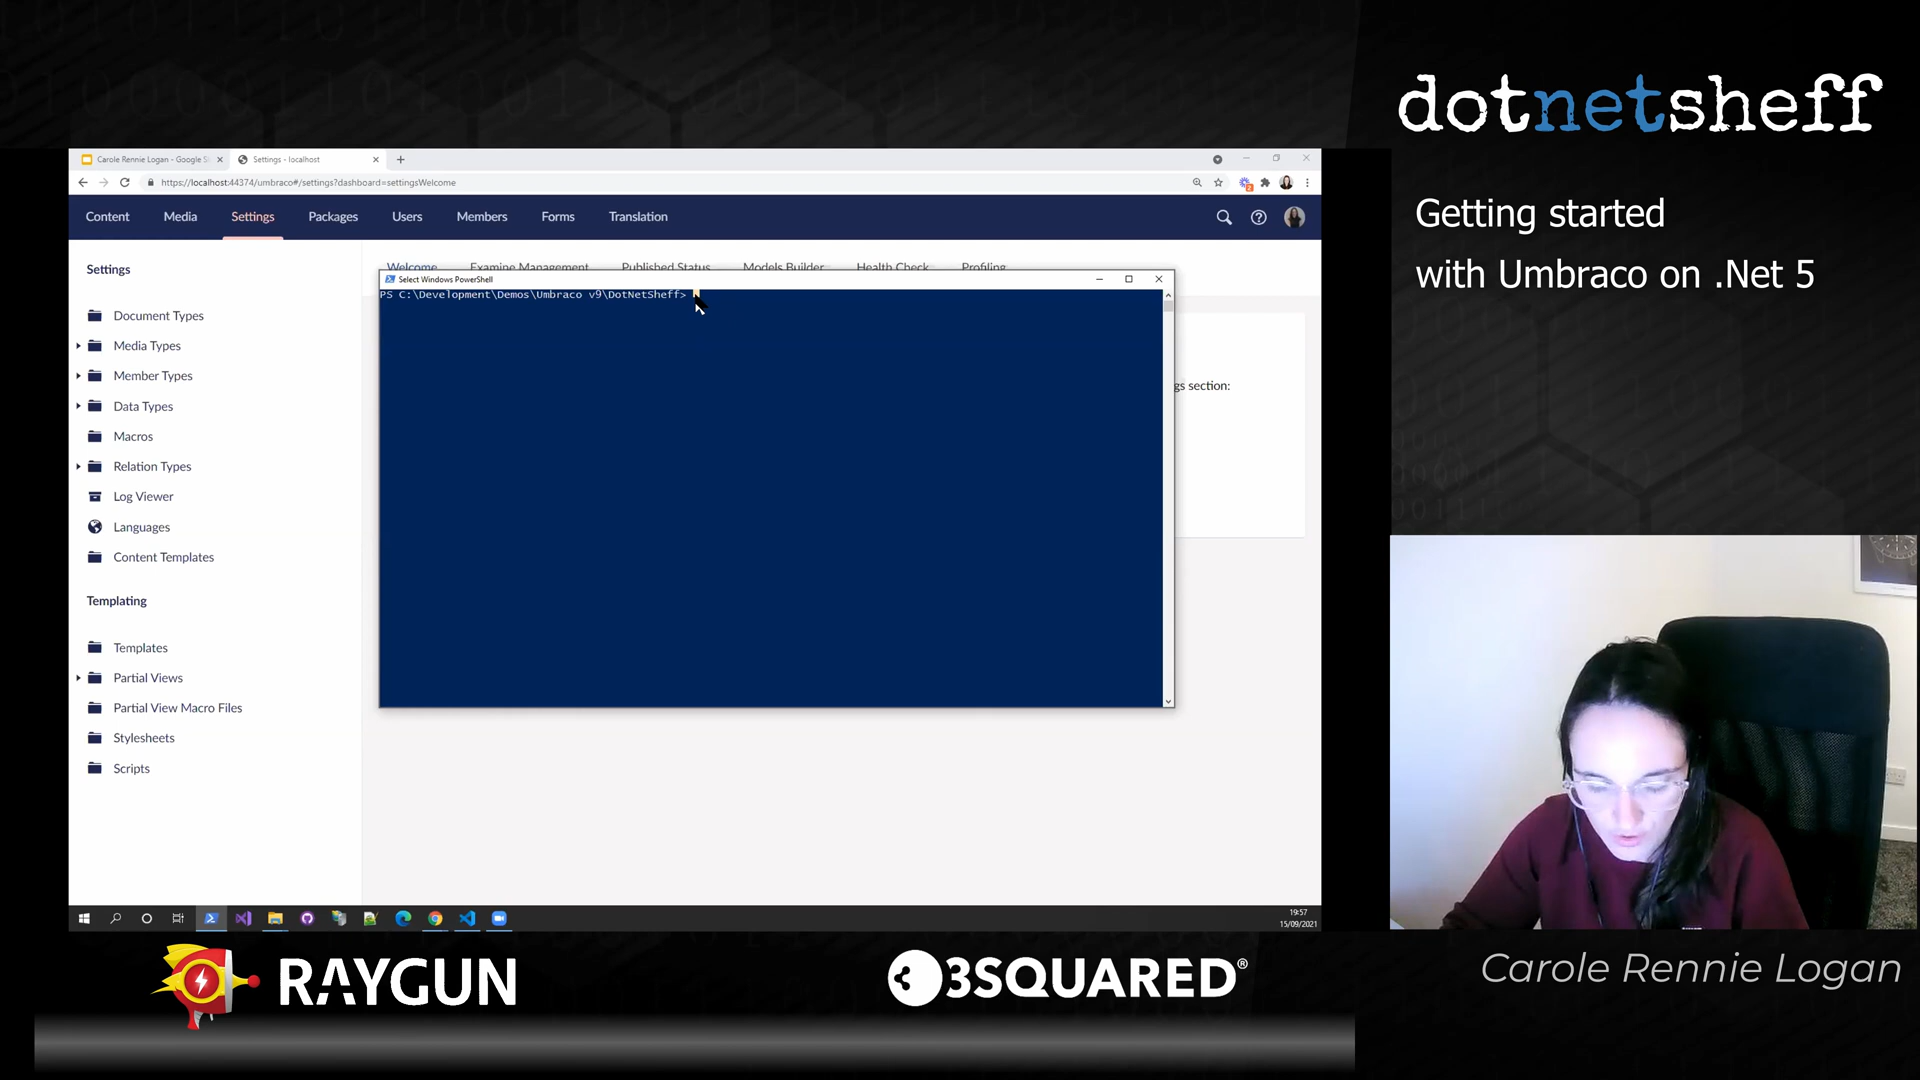 dotnetsheff
Getting started
with Umbraco on .Net 5
Carole Rennie Logan - Google S
Settings - localhost
https://localhost:44374/umbraco#/settings?dashboard=settingsWelcome
Content Media Settings Packages Users Members Forms Translation
Settings
Welcome Examine Management Published Status Models Builder Health Check Profiling
Select Windows PowerShell
PS C:\Development\Demos\Umbraco v9\DotNetSheff>
gs section:
Document Types
Media Types
Member Types
Data Types
Macros
Relation Types
Log Viewer
Languages
Content Templates
Templating
Templates
Partial Views
Partial View Macro Files
Stylesheets
Scripts
19:57
15/09/2021
RAYGUN
3SQUARED®
Carole Rennie Logan